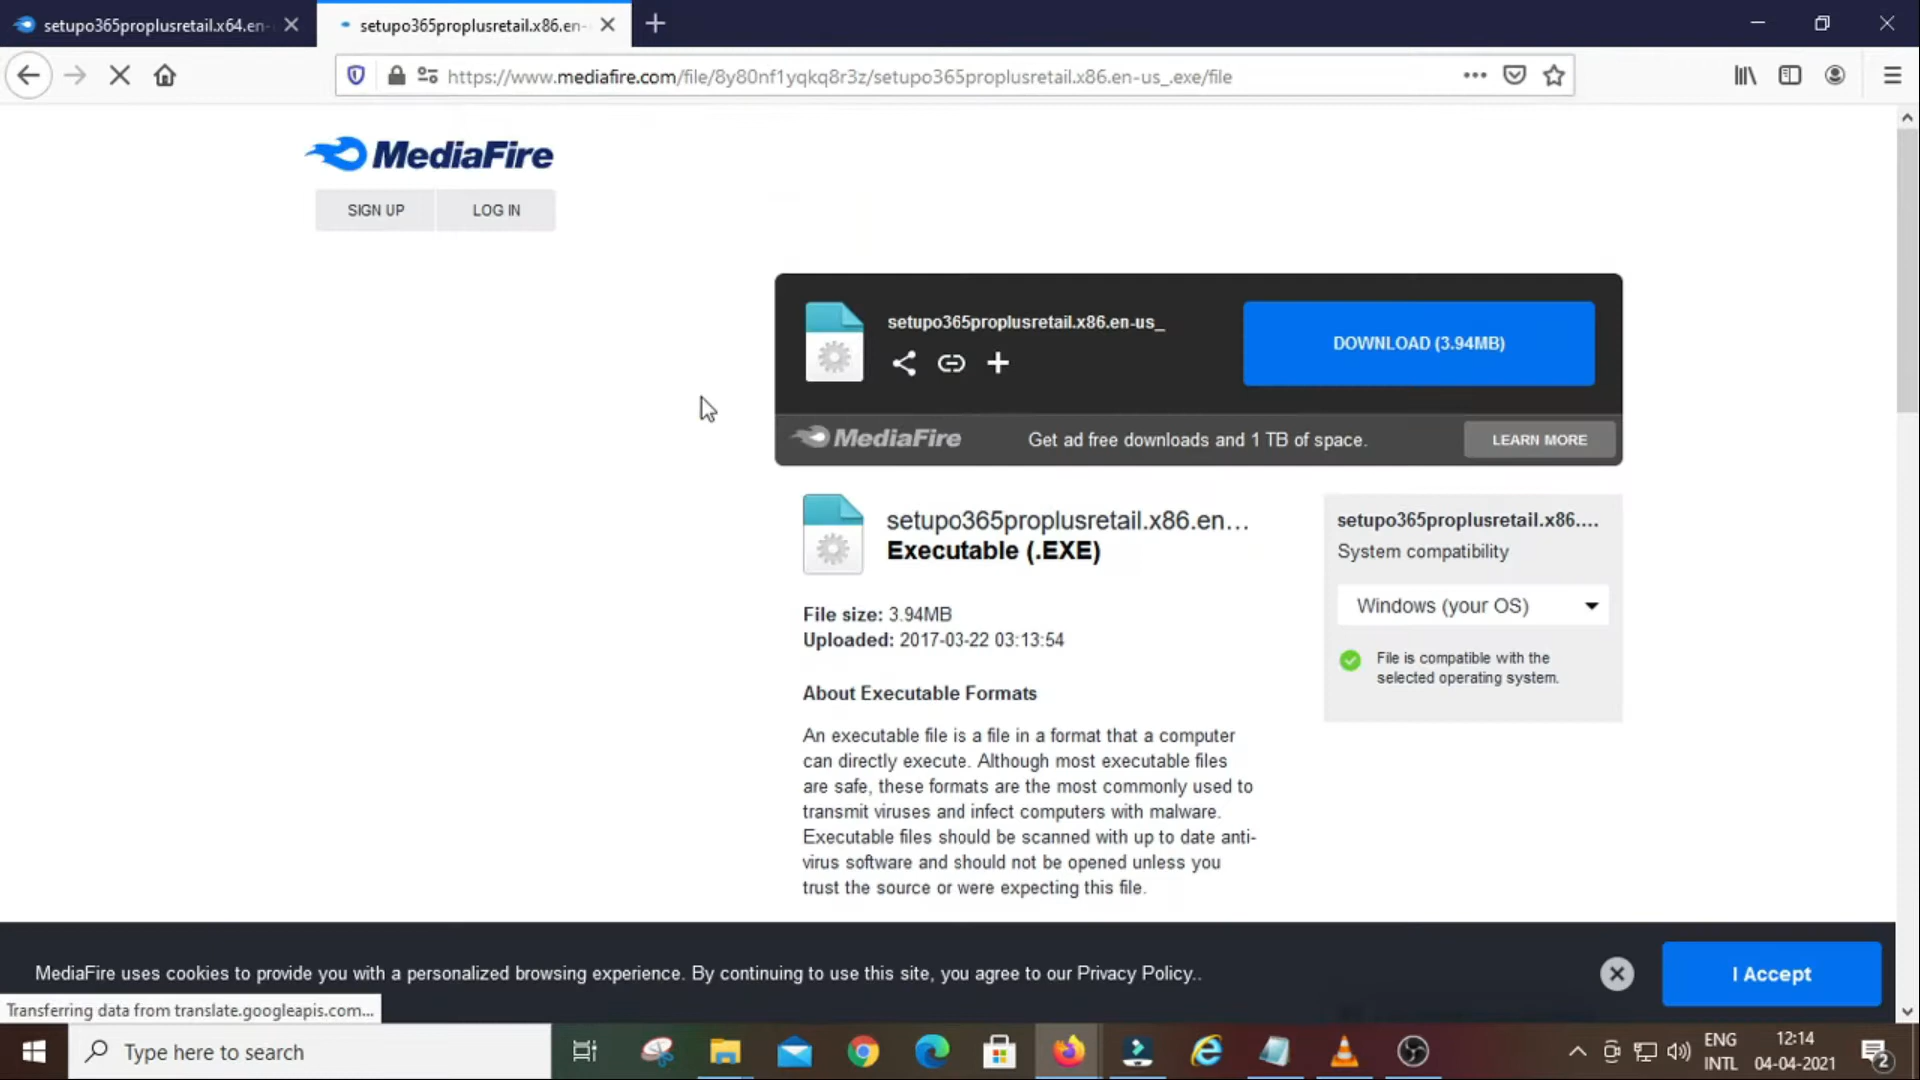 setupo365proplusretail.x64.en-
setupo365proplusretail.x86.en-
https://www.mediafire.com/file/8y80nf1yqkq8r3z/setupo365proplusretail.x86.en-us_.exe/file
MediaFire
SIGN UP
LOG IN
setupo365proplusretail.x86.en-us_
DOWNLOAD (3.94MB)
MediaFire
Get ad free downloads and 1 TB of space.
LEARN MORE
setupo365proplusretail.x86.en...
Executable (.EXE)
File size: 3.94MB
Uploaded: 2017-03-22 03:13:54
About Executable Formats
An executable file is a file in a format that a computer
can directly execute. Although most executable files
are safe, these formats are the most commonly used to
transmit viruses and infect computers with malware.
Executable files should be scanned with up to date anti-
virus software and should not be opened unless you
trust the source or were expecting this file.
setupo365proplusretail.x86....
System compatibility
Windows (your OS)
File is compatible with the
selected operating system.
MediaFire uses cookies to provide you with a personalized browsing experience. By continuing to use this site, you agree to our Privacy Policy..
I Accept
Transferring data from translate.googleapis.com...
Type here to search
ENG
INTL
12:14
04-04-2021
2